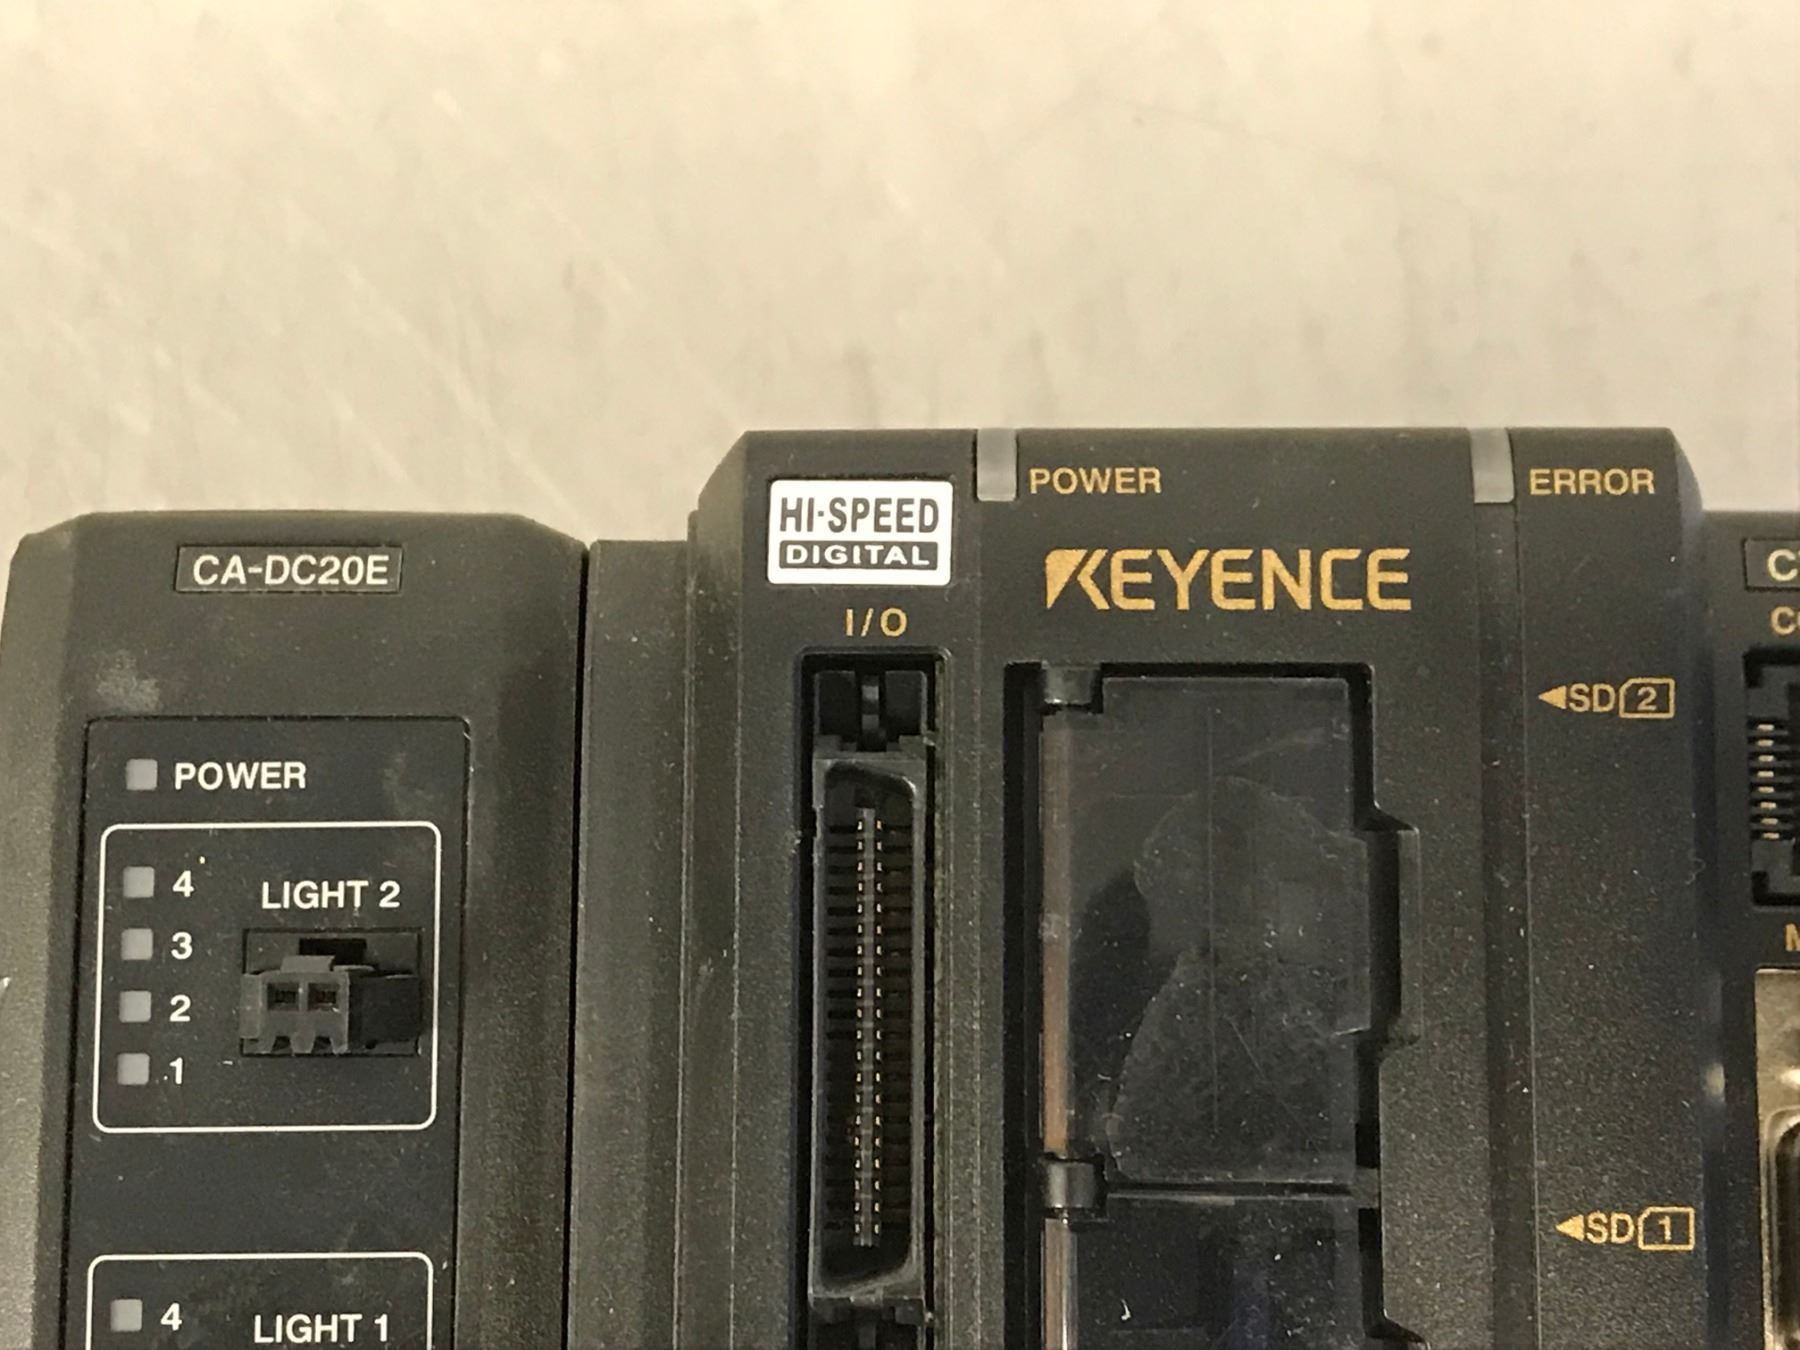 CA-DC20E
POWER
4
LIGHT 2
3
2
1
4
LIGHT 1
HI-SPEED
DIGITAL
I/O
POWER
KEYENCE
ERROR
SD 2
SD 1